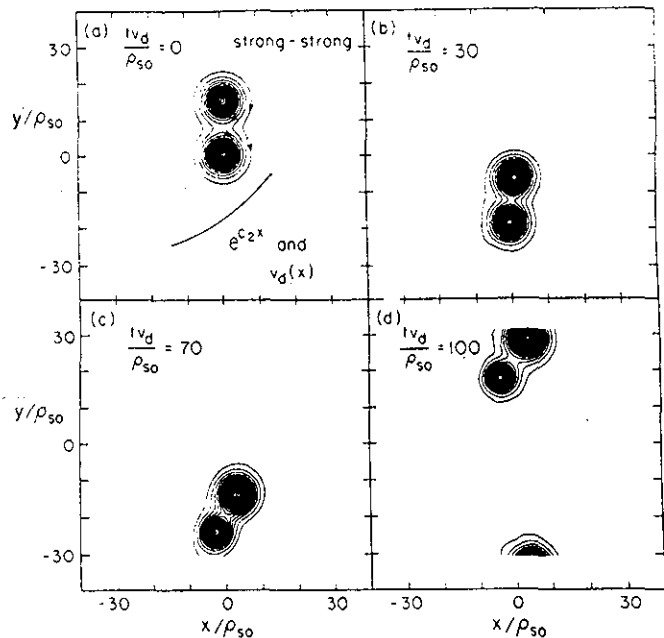 (a) tv_d/ρ_so = 0 strong-strong
(b) tv_d/ρ_so = 30
30
y/ρ_so
0
-30
e^{c_2x} and
v_d(x)
(c) tv_d/ρ_so = 70
(d) tv_d/ρ_so = 100
30
y/ρ_so
0
-30
-30 0 30
-30 0 30
x/ρ_so
x/ρ_so